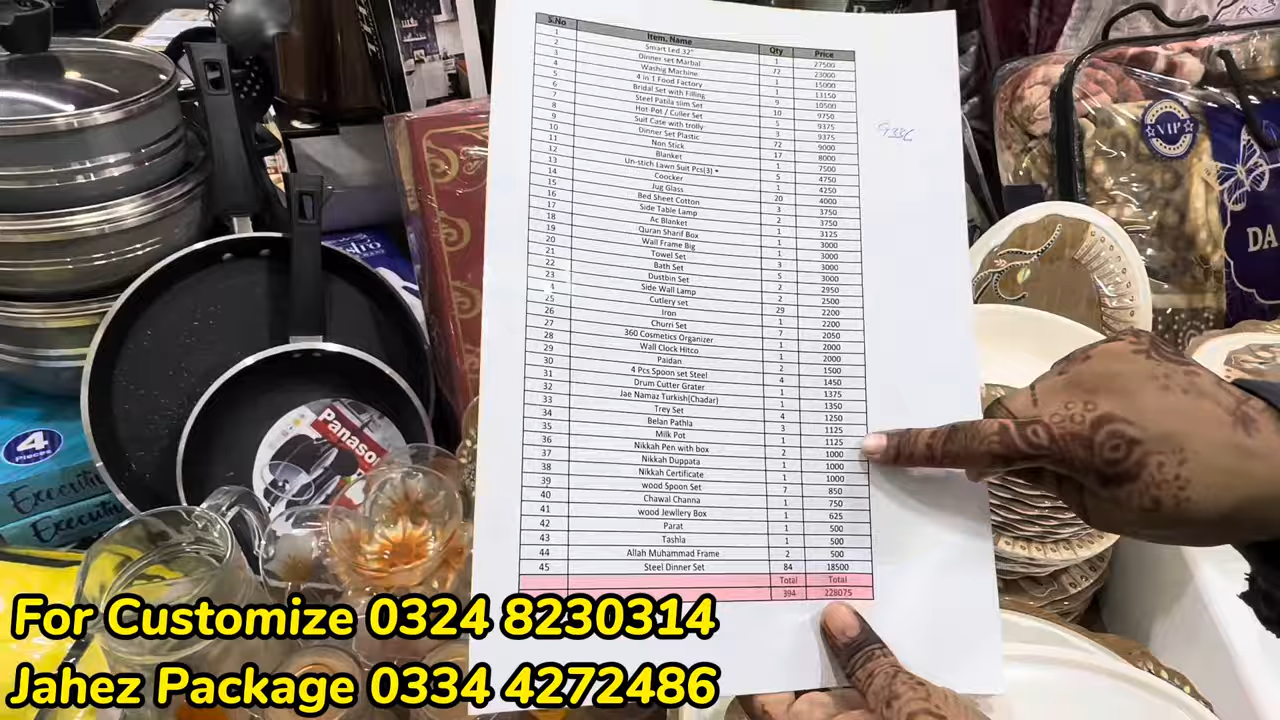 S.No Item. Name Qty Price
1 Smart Led 32" 1 27500
2 Dinner set Marbal 72 23000
3 Washig Machine 1 15000
4 4 in 1 Food Factory 1 13150
5 Bridal Set with Filling 9 10500
6 Steel Patila slim Set 10 9750
7 Hot-Pot / Culler Set 5 9375
8 Suit Case with trolly 3 9375
9 Dinner Set Plastic 72 9000
10 Non Stick 17 8000
11 Blanket 1 7500
12 Un-stich Lawn Suit Pcs(3) 5 4750
13 Coocker 1 4250
14 Jug Glass 20 4000
15 Bed Sheet Cotton 3 3750
16 Side Table Lamp 2 3750
17 Ac Blanket 1 3125
18 Quran Sharif Box 1 3000
19 Wall Frame Big 1 3000
20 Towel Set 3 3000
21 Bath Set 5 3000
22 Dustbin Set 2 2950
23 Side Wall Lamp 2 2500
4 Cutlery set 29 2200
25 Iron 1 2200
26 Churri Set 7 2050
27 360 Cosmetics Organizer 1 2000
28 Wall Clock Hitco 1 2000
29 Paidan 2 1500
30 4 Pcs Spoon set Steel 4 1450
31 Drum Cutter Grater 1 1375
32 Jae Namaz Turkish(Chadar) 1 1350
33 Trey Set 4 1250
34 Belan Pathla 3 1125
35 Milk Pot 1 1125
36 Nikkah Pen with box 2 1000
37 Nikkah Duppata 1 1000
38 Nikkah Certificate 1 1000
39 wood Spoon Set 7 850
40 Chawal Channa 1 750
41 wood Jewllery Box 1 625
42 Parat 1 500
43 Tashla 1 500
44 Allah Muhammad Frame 2 500
45 Steel Dinner Set 84 18500
Total Total
394 228075
VIP
DA
Panaso
4 Pieces
Executi
Executi
For Customize 0324 8230314
Jahez Package 0334 4272486